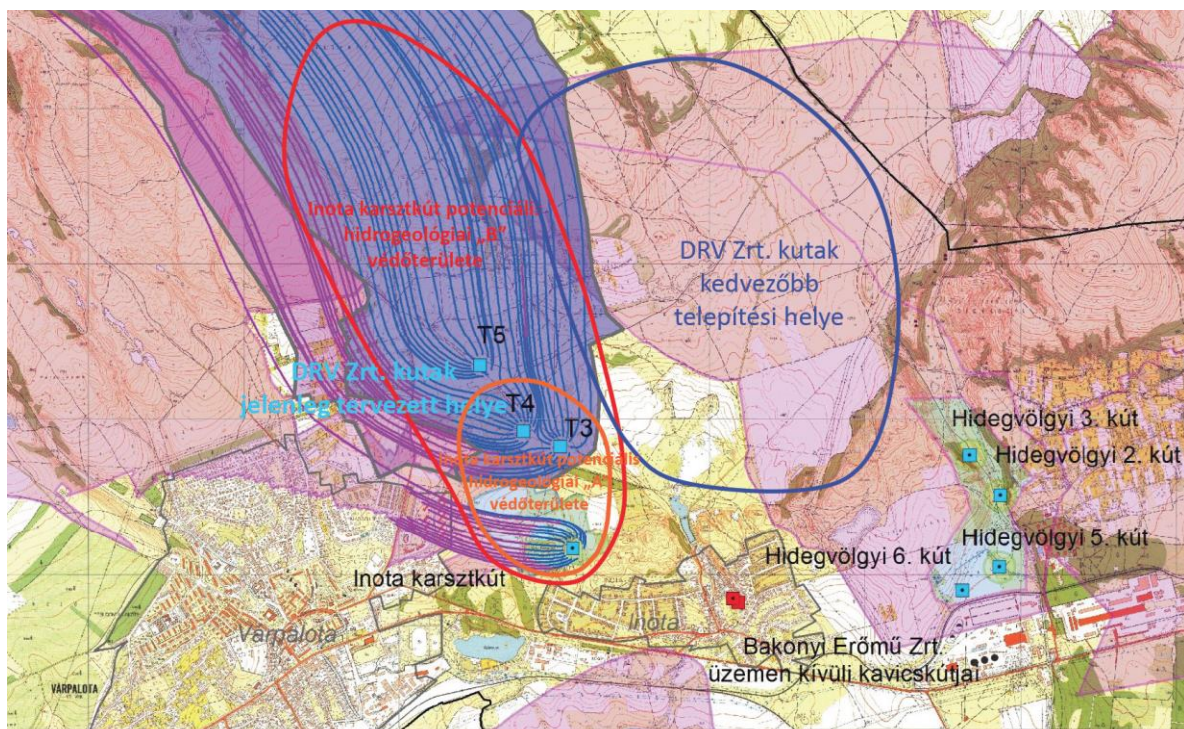 Inota karsztkút potenciális
hidrogeológiai „B”
védőterülete
DRV Zrt. kutak
kedvezőbb
telepítési helye
T5
DRV Zrt. kutak
jelenleg tervezett helye
T4
T3
Inota karsztkút potenciális
hidrogeológiai „A”
védőterülete
Hidegvölgyi 3. kút
Hidegvölgyi 2. kút
Hidegvölgyi 5. kút
Hidegvölgyi 6. kút
Inota karsztkút
Várpalota
Inota
Bakonyi Erőmű Zrt.
üzemen kívüli kavicskútjai
VÁRPALOTA